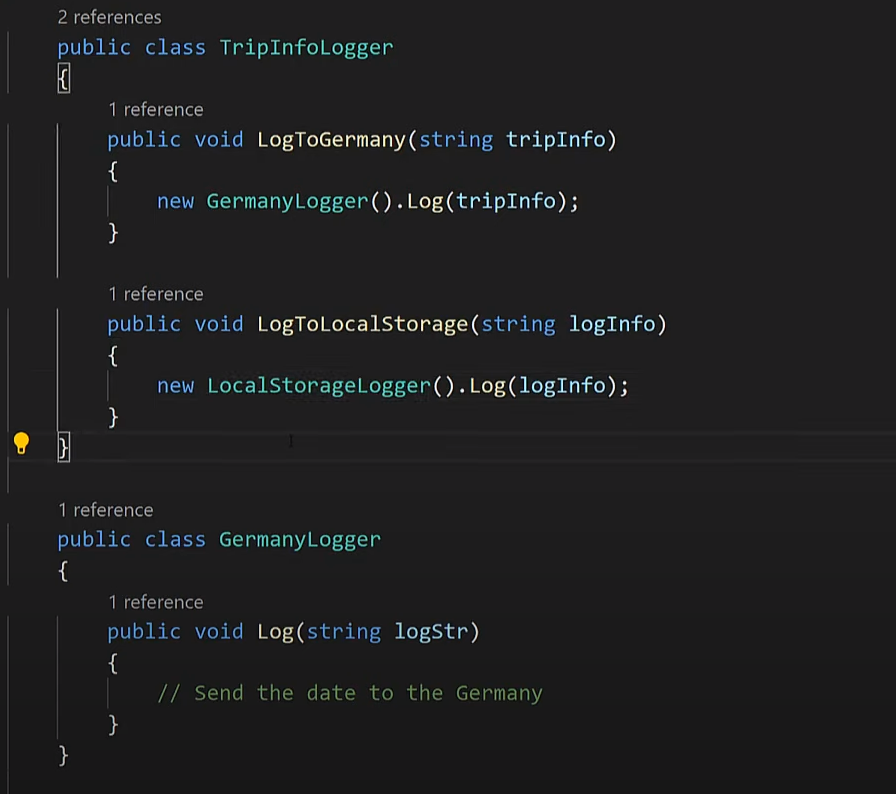 2 references
public class TripInfoLogger
{
1 reference
public void LogToGermany(string tripInfo)
{
new GermanyLogger().Log(tripInfo);
}
1 reference
public void LogToLocalStorage(string logInfo)
{
new LocalStorageLogger().Log(logInfo);
}
}
1 reference
public class GermanyLogger
{
1 reference
public void Log(string logStr)
{
// Send the date to the Germany
}
}